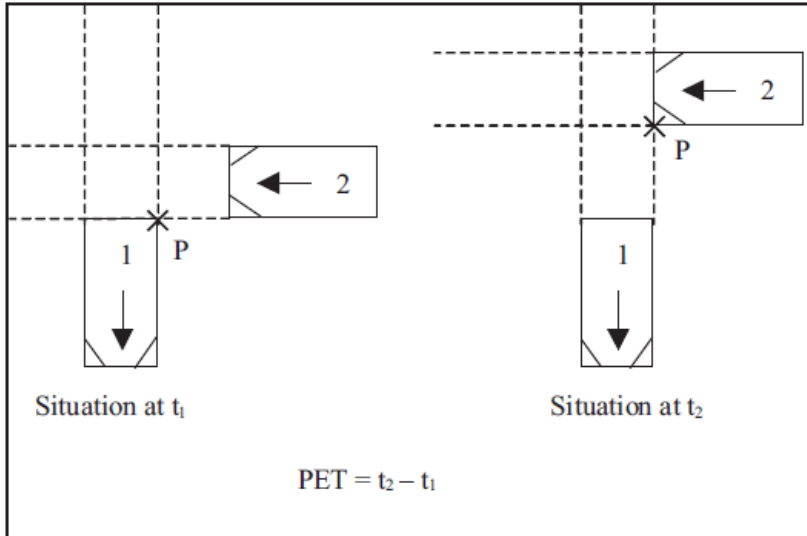 1
2
P
Situation at t₁
1
2
P
Situation at t₂
PET = t₂ – t₁